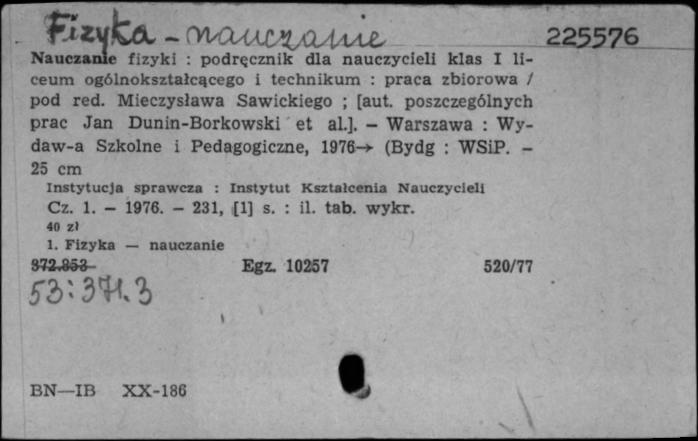 Fizyka - nauczanie 225576
Nauczanie fizyki : podręcznik dla nauczycieli klas I li-
ceum ogólnokształcącego i technikum : praca zbiorowa /
pod red. Mieczysława Sawickiego ; [aut. poszczególnych
prac Jan Dunin-Borkowski et al.]. — Warszawa : Wy-
daw-a Szkolne i Pedagogiczne, 1976→ (Bydg : WSiP. —
25 cm
Instytucja sprawcza : Instytut Kształcenia Nauczycieli
Cz. 1. — 1976. — 231, [1] s. : il. tab. wykr.
40 zł
1. Fizyka — nauczanie
372.853 Egz. 10257 520/77
53:371.3
BN—IB XX-186